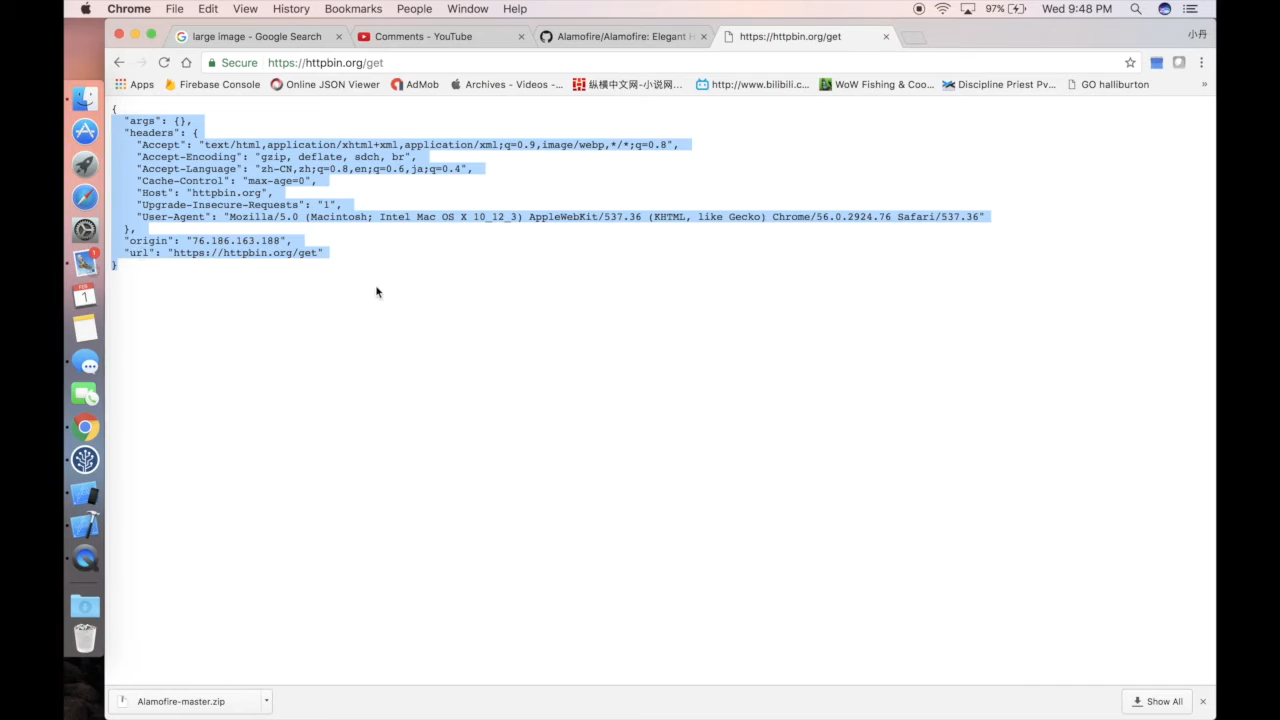 Chrome File Edit View History Bookmarks People Window Help 97% Wed 9:48 PM
large image - Google Search Comments - YouTube Alamofire/Alamofire: Elegant H https://httpbin.org/get 小丹
Secure https://httpbin.org/get
Apps Firebase Console Online JSON Viewer AdMob Archives - Videos -... 纵横中文网-小说网... http://www.bilibili.c... WoW Fishing & Coo... Discipline Priest Pv... GO halliburton »
{
"args": {},
"headers": {
"Accept": "text/html,application/xhtml+xml,application/xml;q=0.9,image/webp,*/*;q=0.8",
"Accept-Encoding": "gzip, deflate, sdch, br",
"Accept-Language": "zh-CN,zh;q=0.8,en;q=0.6,ja;q=0.4",
"Cache-Control": "max-age=0",
"Host": "httpbin.org",
"Upgrade-Insecure-Requests": "1",
"User-Agent": "Mozilla/5.0 (Macintosh; Intel Mac OS X 10_12_3) AppleWebKit/537.36 (KHTML, like Gecko) Chrome/56.0.2924.76 Safari/537.36"
},
"origin": "76.186.163.188",
"url": "https://httpbin.org/get"
}
1
FEB
1
Alamofire-master.zip Show All